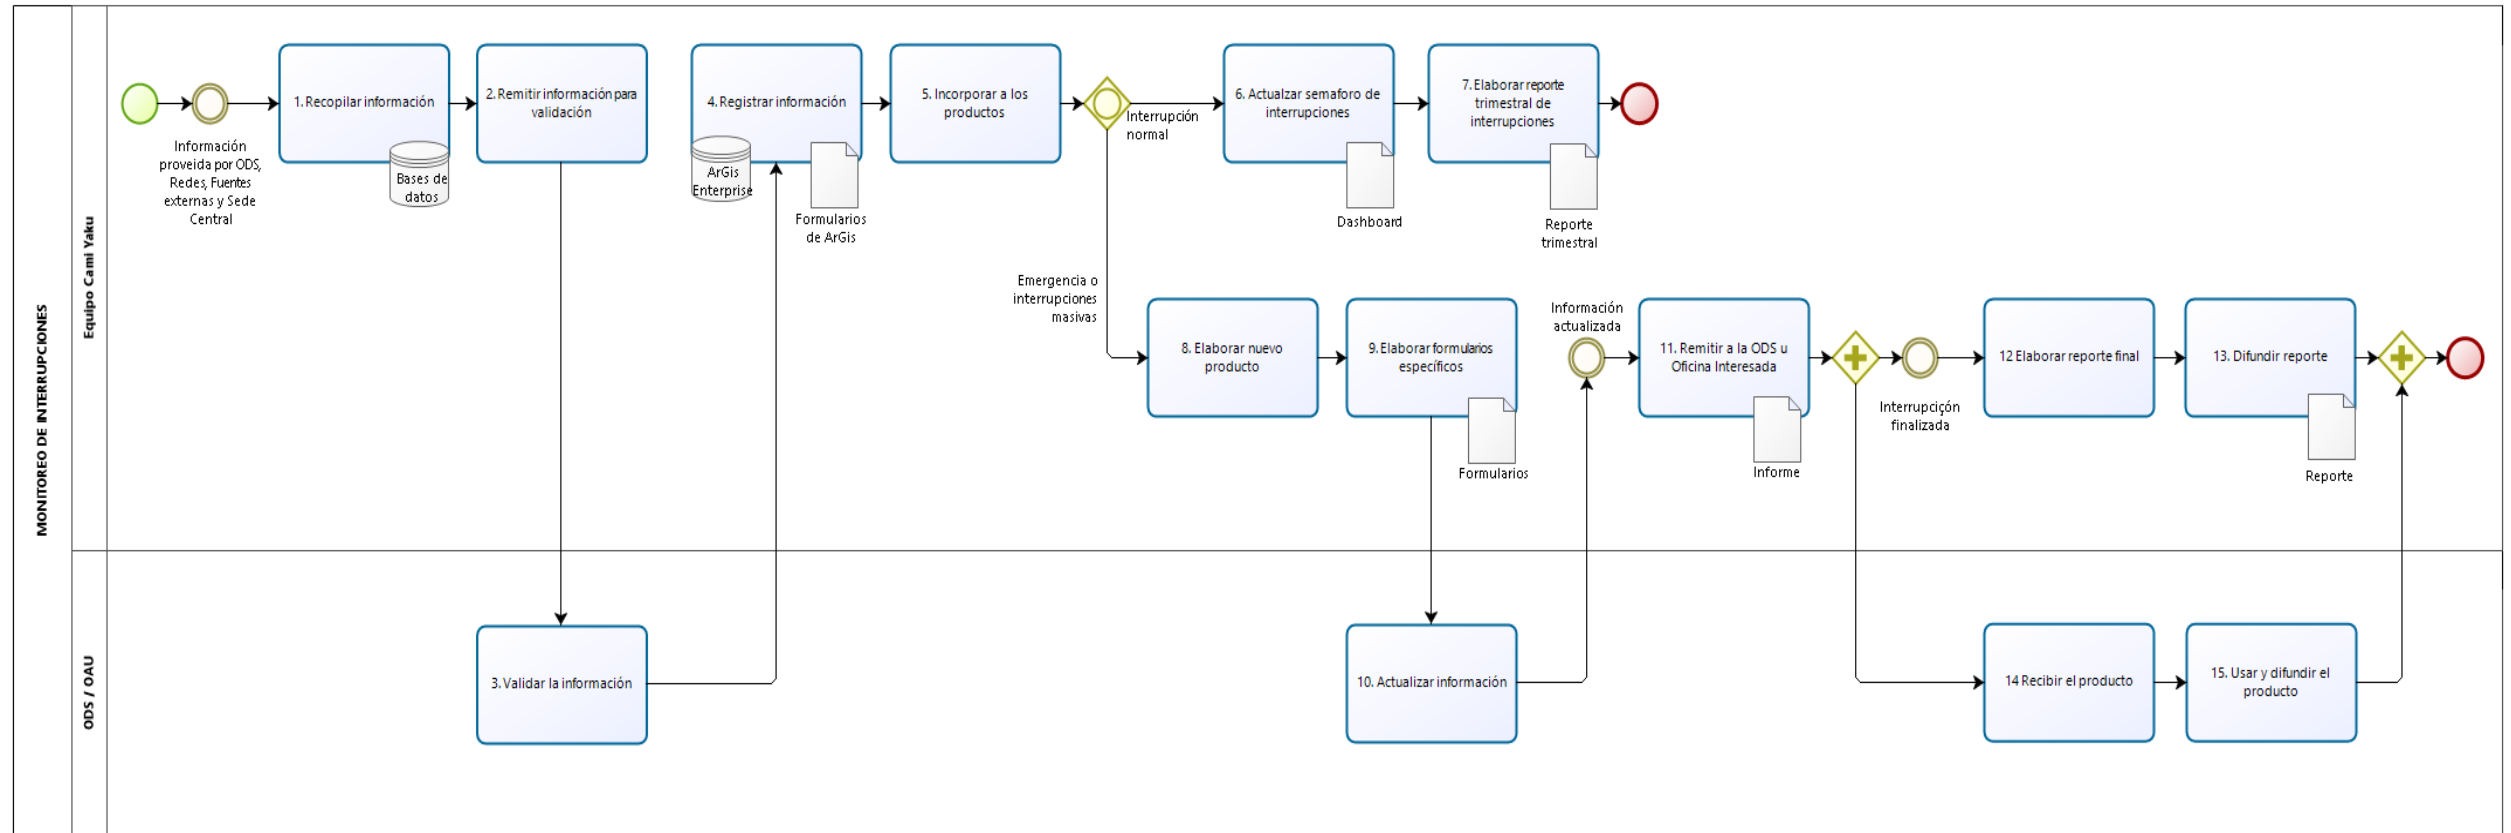 MONITOREO DE INTERRUPCIONES
Equipo Cami Yaku
Información
proveida por ODS,
Redes, Fuentes
externas y Sede
Central
1. Recopilar información
Bases de
datos
2. Remitir información para
validación
4. Registrar información
ArGis
Enterprise
Formularios
de ArGis
5. Incorporar a los
productos
Interrupción
normal
6. Actualzar semaforo de
interrupciones
Dashboard
7. Elaborar reporte
trimestral de
interrupciones
Reporte
trimestral
Emergencia o
interrupciones
masivas
8. Elaborar nuevo
producto
9. Elaborar formularios
específicos
Formularios
Información
actualizada
11. Remitir a la ODS u
Oficina Interesada
Informe
Interrupciçón
finalizada
12 Elaborar reporte final
13. Difundir reporte
Reporte
ODS / OAU
3. Validar la información
10. Actualizar información
14 Recibir el producto
15. Usar y difundir el
producto